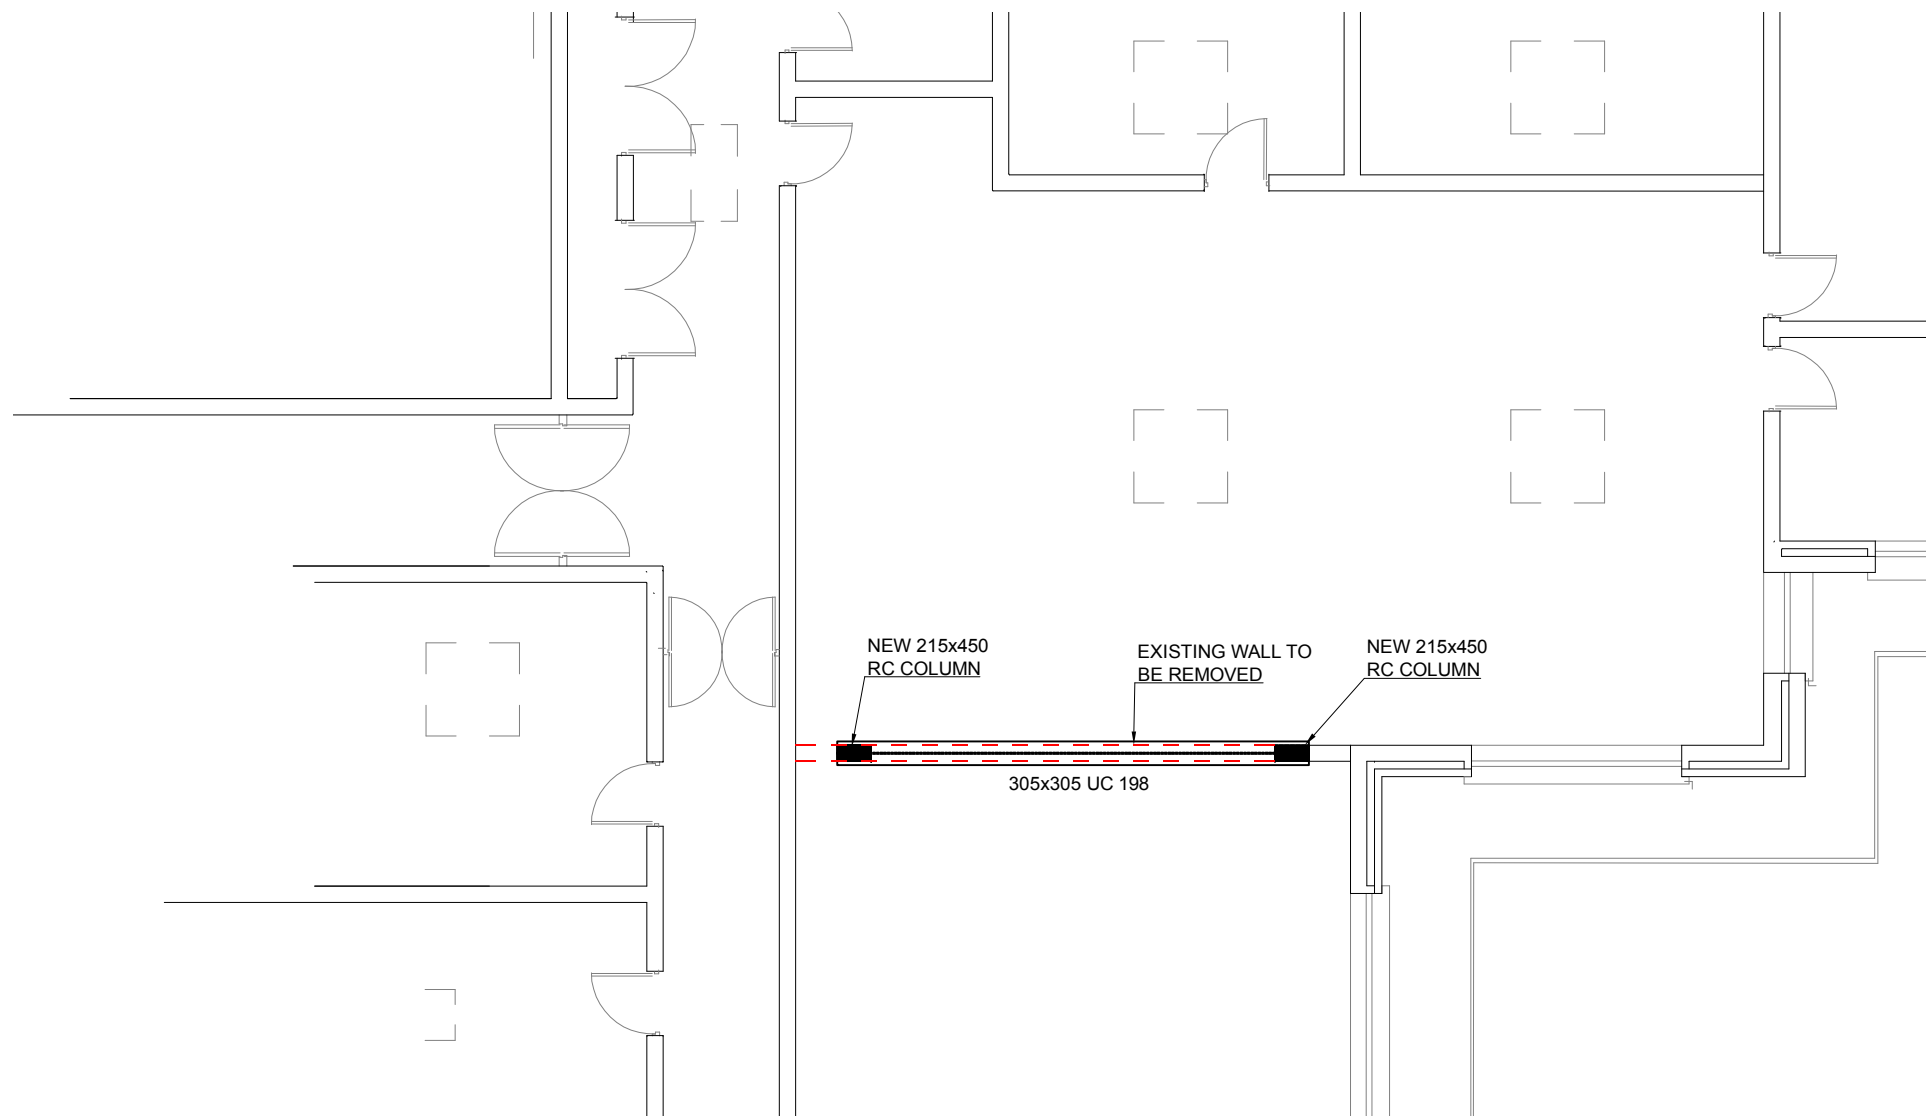 NEW 215x450
RC COLUMN
EXISTING WALL TO
BE REMOVED
NEW 215x450
RC COLUMN
305x305 UC 198